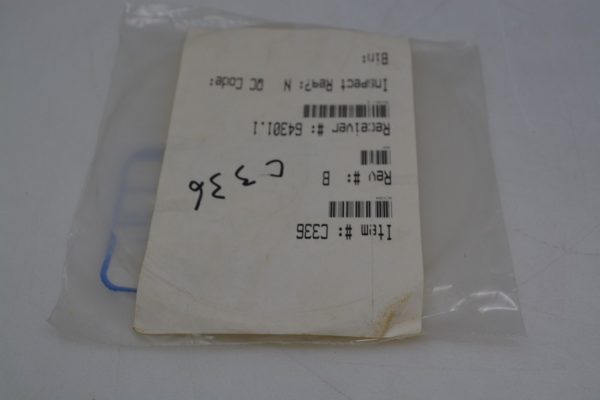 Item #: C336
Rev #: B
C336
Receiver #: 64301.1
Inspect Req?: N QC Code:
Bin: